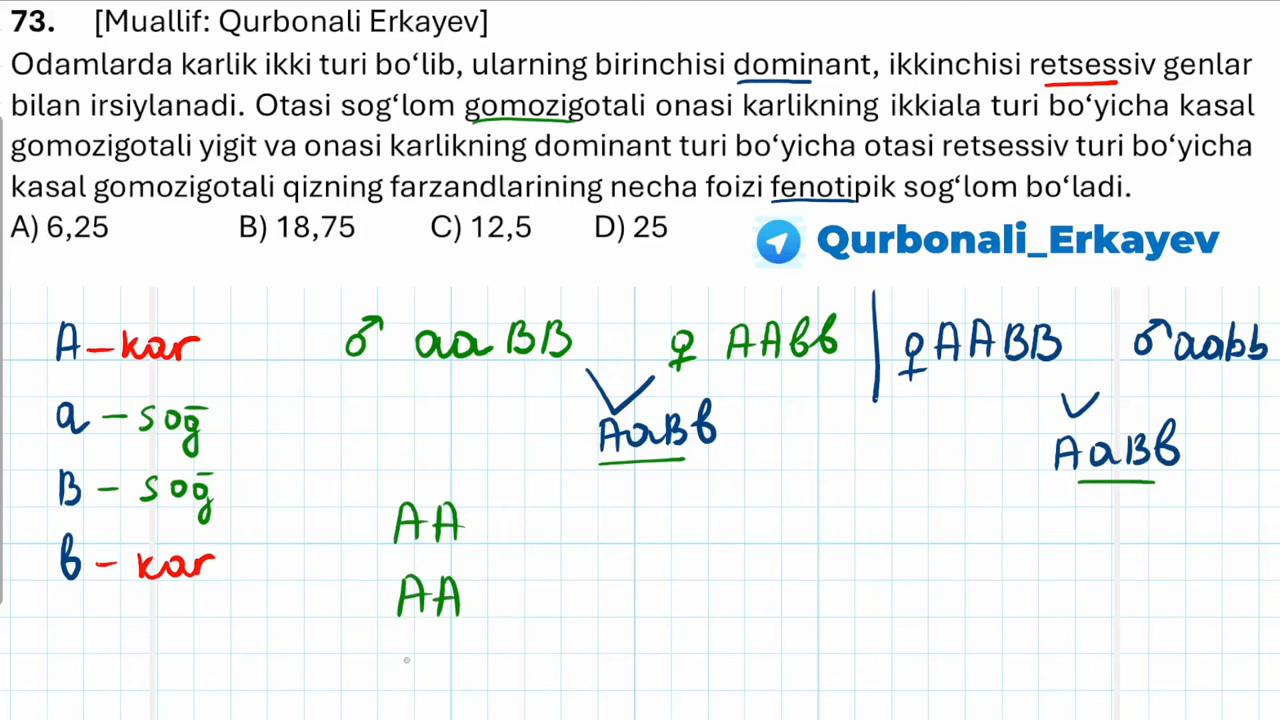 73. [Muallif: Qurbonali Erkayev]
Odamlarda karlik ikki turi bo‘lib, ularning birinchisi dominant, ikkinchisi retsessiv genlar
bilan irsiylanadi. Otasi sog‘lom gomozigotali onasi karlikning ikkiala turi bo‘yicha kasal
gomozigotali yigit va onasi karlikning dominant turi bo‘yicha otasi retsessiv turi bo‘yicha
kasal gomozigotali qizning farzandlarining necha foizi fenotipik sog‘lom bo‘ladi.
A) 6,25 B) 18,75 C) 12,5 D) 25
Qurbonali_Erkayev
A – kar ♂ aaBB ♀ AAbb ♀AABB ♂aabb
a – soḡ AaBb AaBb
B – soḡ
AA
b – kar
AA